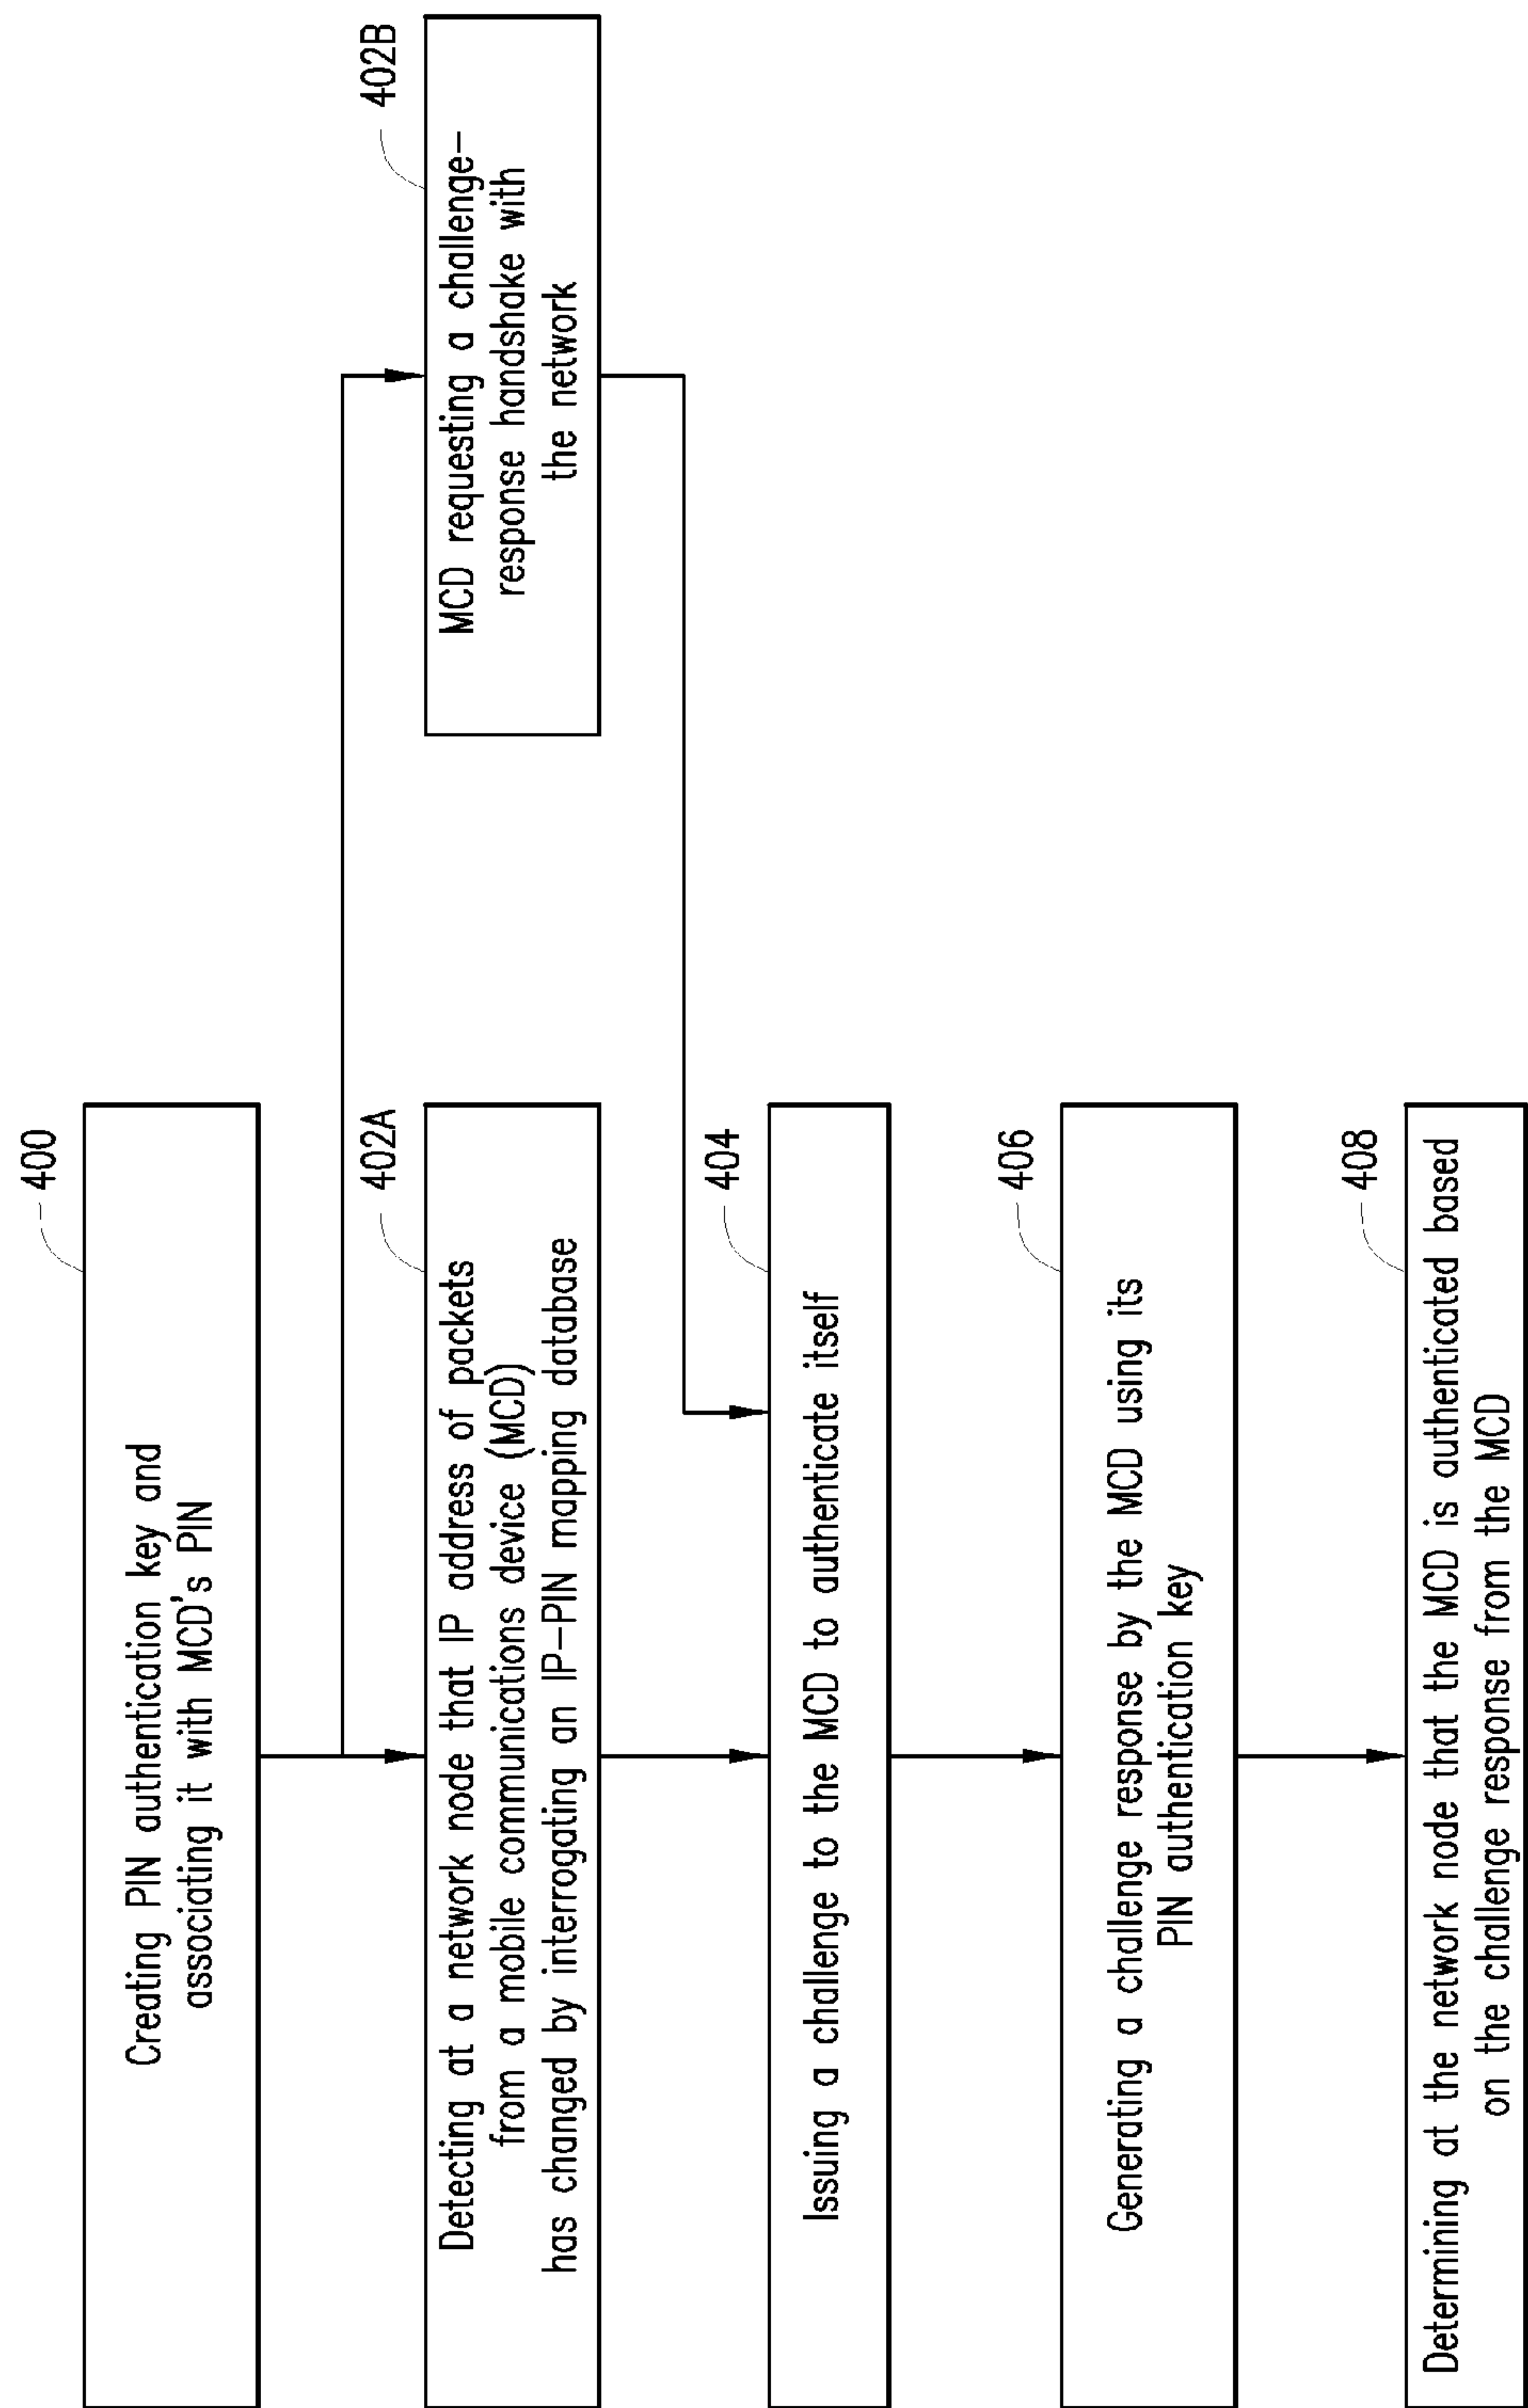 400
Creating PIN authentication key and
associating it with MCD's PIN
402A
Detecting at a network node that IP address of packets
from a mobile communications device (MCD)
has changed by interrogating an IP–PIN mapping database
402B
MCD requesting a challenge–
response handshake with
the network
404
Issuing a challenge to the MCD to authenticate itself
406
Generating a challenge response by the MCD using its
PIN authentication key
408
Determining at the network node that the MCD is authenticated based
on the challenge response from the MCD